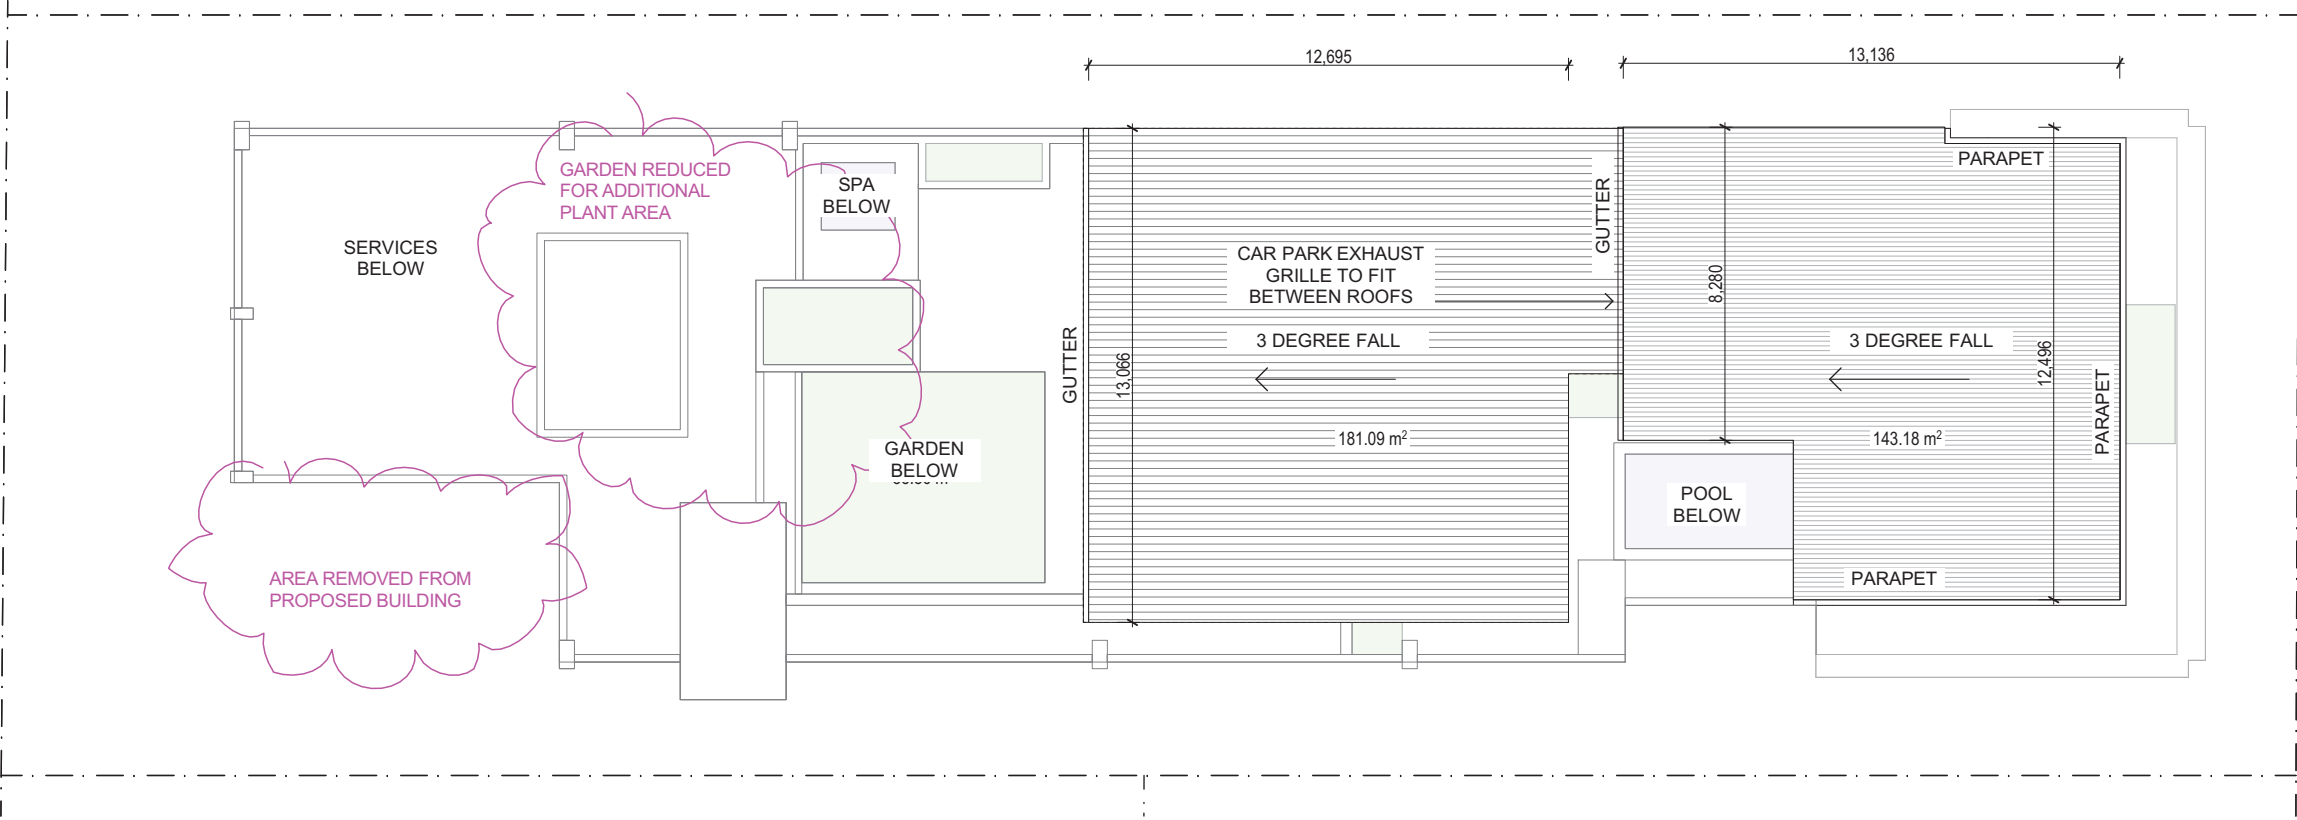 12,695
13,136
GARDEN REDUCED
FOR ADDITIONAL
PLANT AREA
SPA
BELOW
SERVICES
BELOW
GUTTER
13,066
CAR PARK EXHAUST
GRILLE TO FIT
BETWEEN ROOFS
3 DEGREE FALL
181.09 m²
GUTTER
8,280
PARAPET
3 DEGREE FALL
12,496
PARAPET
143.18 m²
GARDEN
BELOW
POOL
BELOW
PARAPET
AREA REMOVED FROM
PROPOSED BUILDING